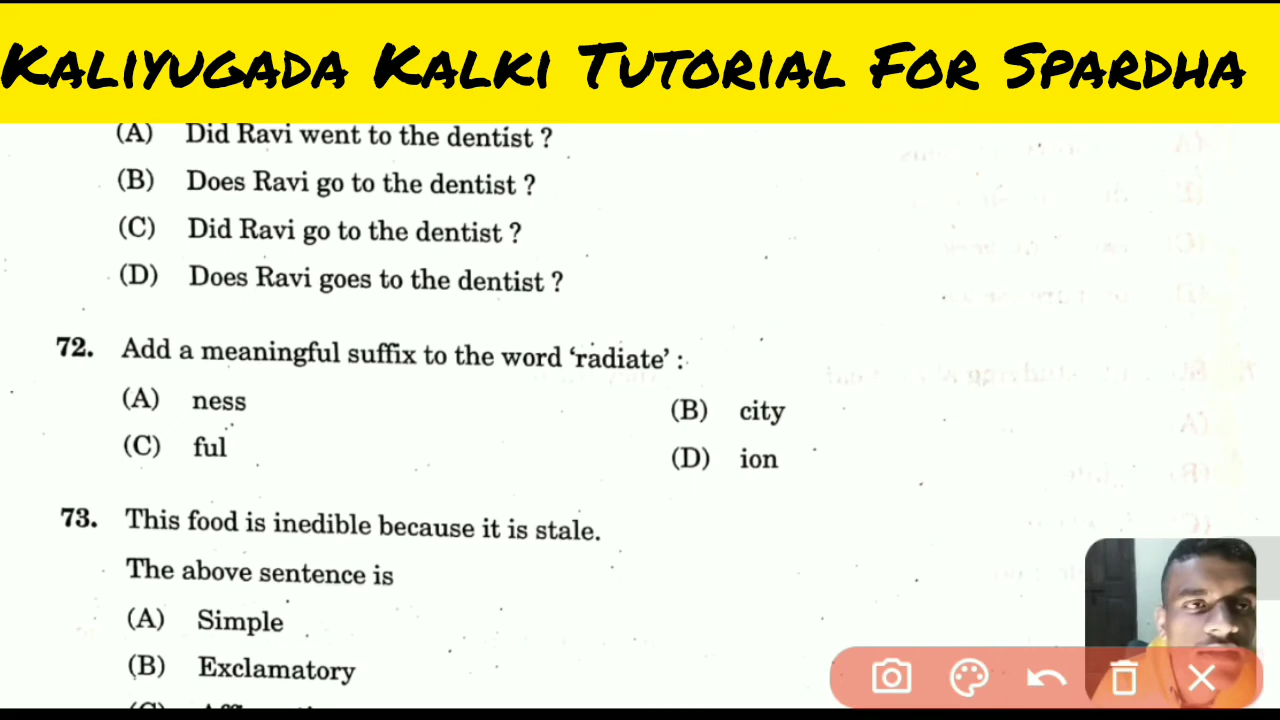 KALIYUGADA KALKI TUTORIAL FOR SPARDHA
(A) Did Ravi went to the dentist ?
(B) Does Ravi go to the dentist ?
(C) Did Ravi go to the dentist ?
(D) Does Ravi goes to the dentist ?
72. Add a meaningful suffix to the word ‘radiate’ :
(A) ness (B) city
(C) ful (D) ion
73. This food is inedible because it is stale.
The above sentence is
(A) Simple
(B) Exclamatory